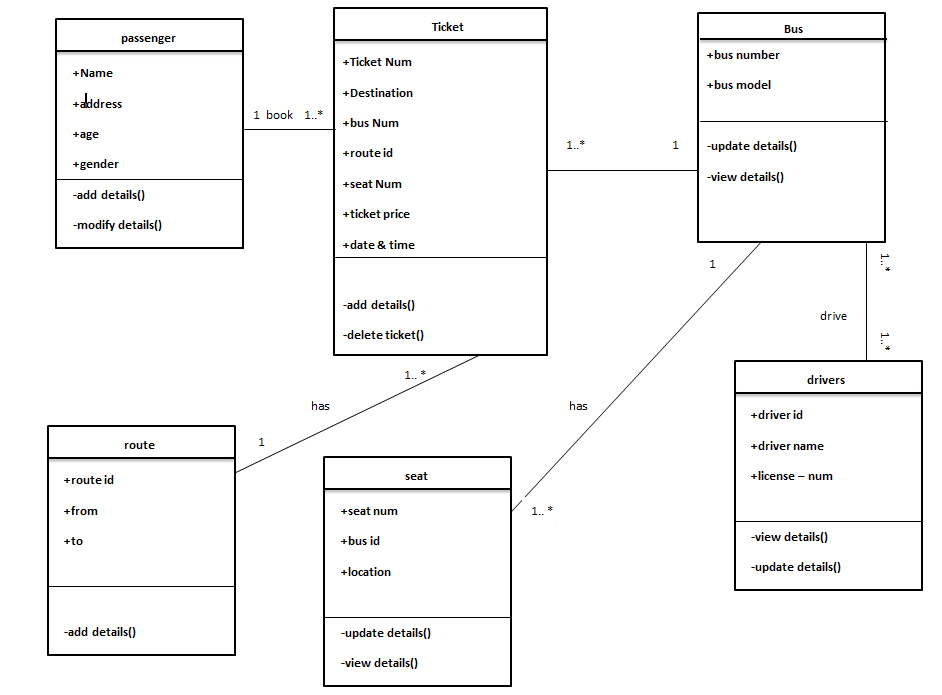 passenger
+Name
+address
+age
+gender
-add details()
-modify details()
1 book 1..*
Ticket
+Ticket Num
+Destination
+bus Num
+route id
+seat Num
+ticket price
+date & time
-add details()
-delete ticket()
1..* 1
Bus
+bus number
+bus model
-update details()
-view details()
1..*
drive
1..*
1
has
1.. *
1.. *
has
1
route
+route id
+from
+to
-add details()
seat
+seat num
+bus id
+location
-update details()
-view details()
drivers
+driver id
+driver name
+license – num
-view details()
-update details()